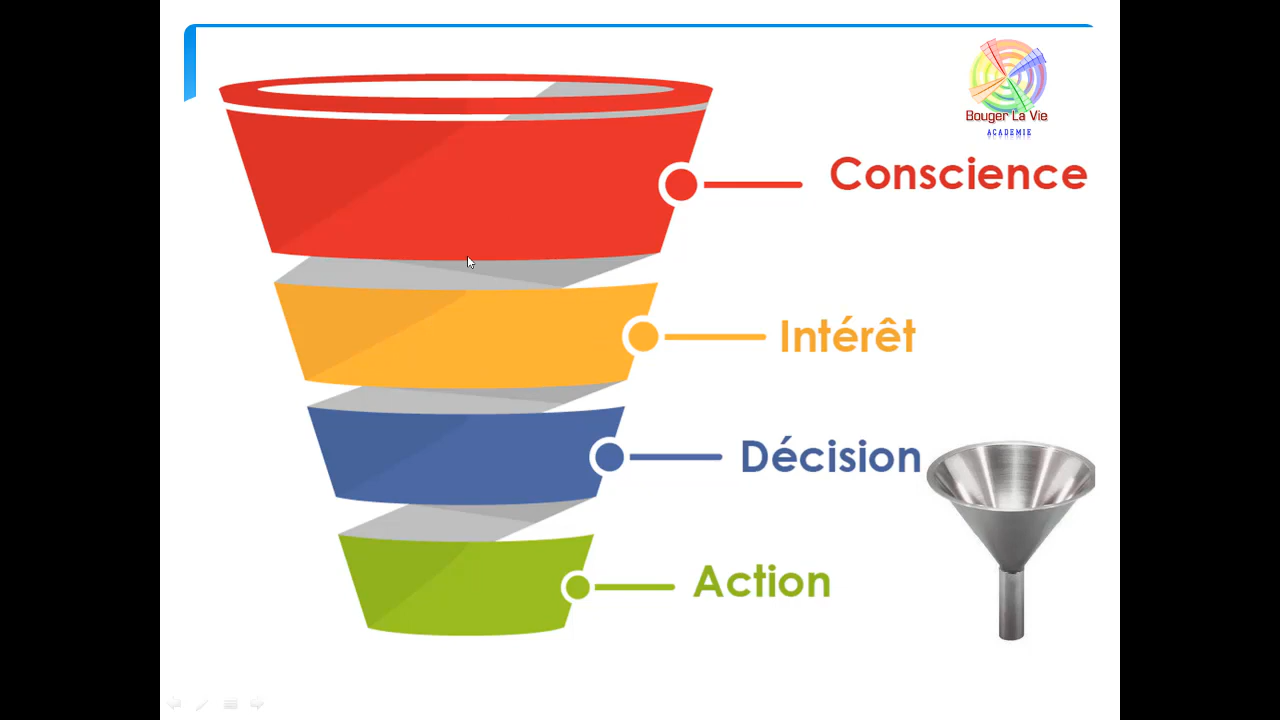 Bouger La Vie
ACADEMIE
Conscience
Intérêt
Décision
Action